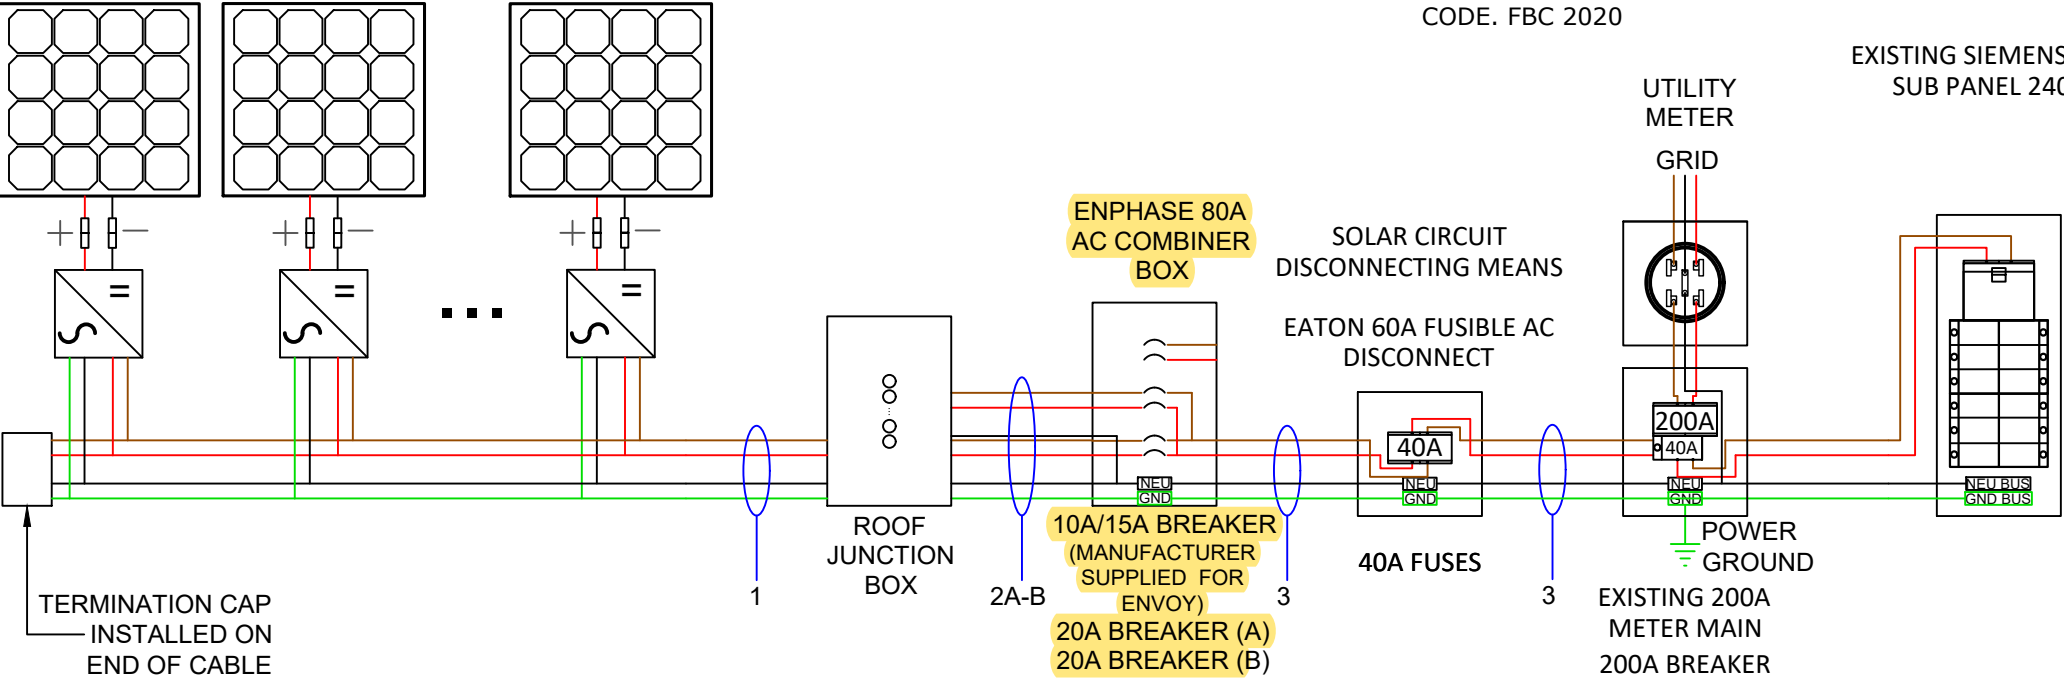 CODE. FBC 2020
EXISTING SIEMENS
SUB PANEL 240
UTILITY
METER
GRID
ENPHASE 80A
AC COMBINER
BOX
SOLAR CIRCUIT
DISCONNECTING MEANS
EATON 60A FUSIBLE AC
DISCONNECT
200A
40A
40A
NEU
GND
NEU
GND
NEU
GND
NEU BUS
GND BUS
ROOF
JUNCTION
BOX
10A/15A BREAKER
(MANUFACTURER
SUPPLIED FOR
ENVOY)
20A BREAKER (A)
20A BREAKER (B)
40A FUSES
POWER
GROUND
1
2A-B
3
3
EXISTING 200A
METER MAIN
200A BREAKER
TERMINATION CAP
INSTALLED ON
END OF CABLE